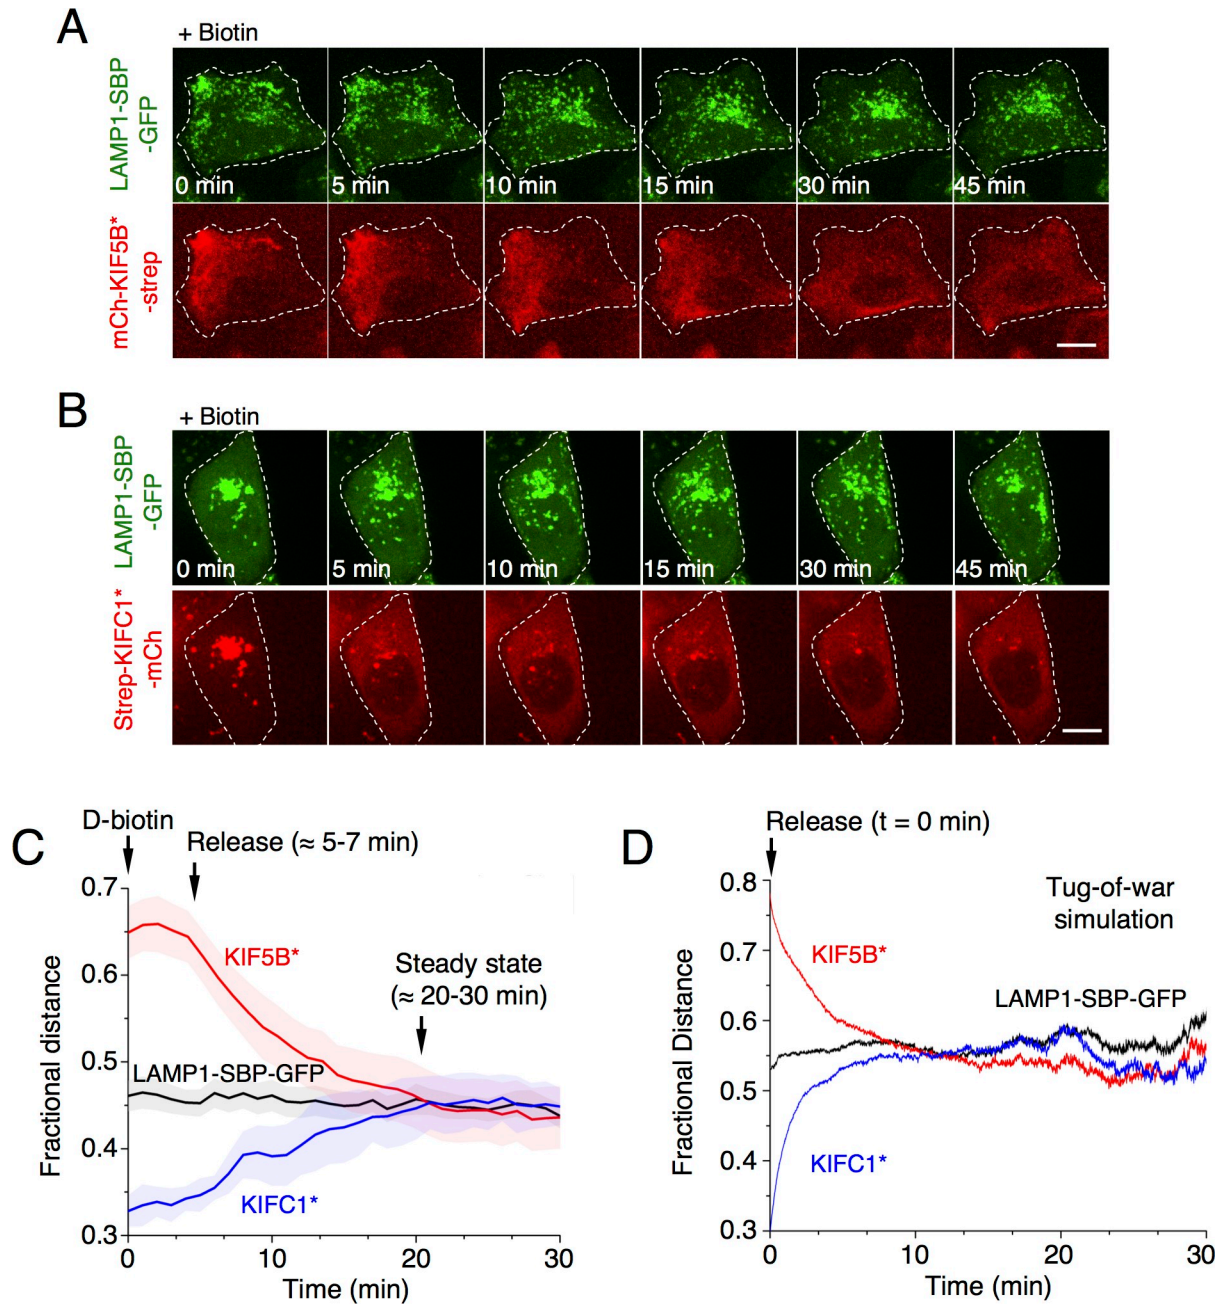 A
+ Biotin
LAMP1-SBP
-GFP
0 min
5 min
10 min
15 min
30 min
45 min
mCh-KIF5B*
-strep
B
+ Biotin
LAMP1-SBP
-GFP
0 min
5 min
10 min
15 min
30 min
45 min
Strep-KIFC1*
-mCh
C
D-biotin
Release (≈ 5-7 min)
0.7
0.6
0.5
0.4
0.3
Fractional distance
KIF5B*
Steady state
(≈ 20-30 min)
LAMP1-SBP-GFP
KIFC1*
0
10
20
30
Time (min)
D
Release (t = 0 min)
0.8
0.7
0.6
0.5
0.4
0.3
Fractional Distance
Tug-of-war
simulation
KIF5B*
LAMP1-SBP-GFP
KIFC1*
0
10
20
30
Time (min)